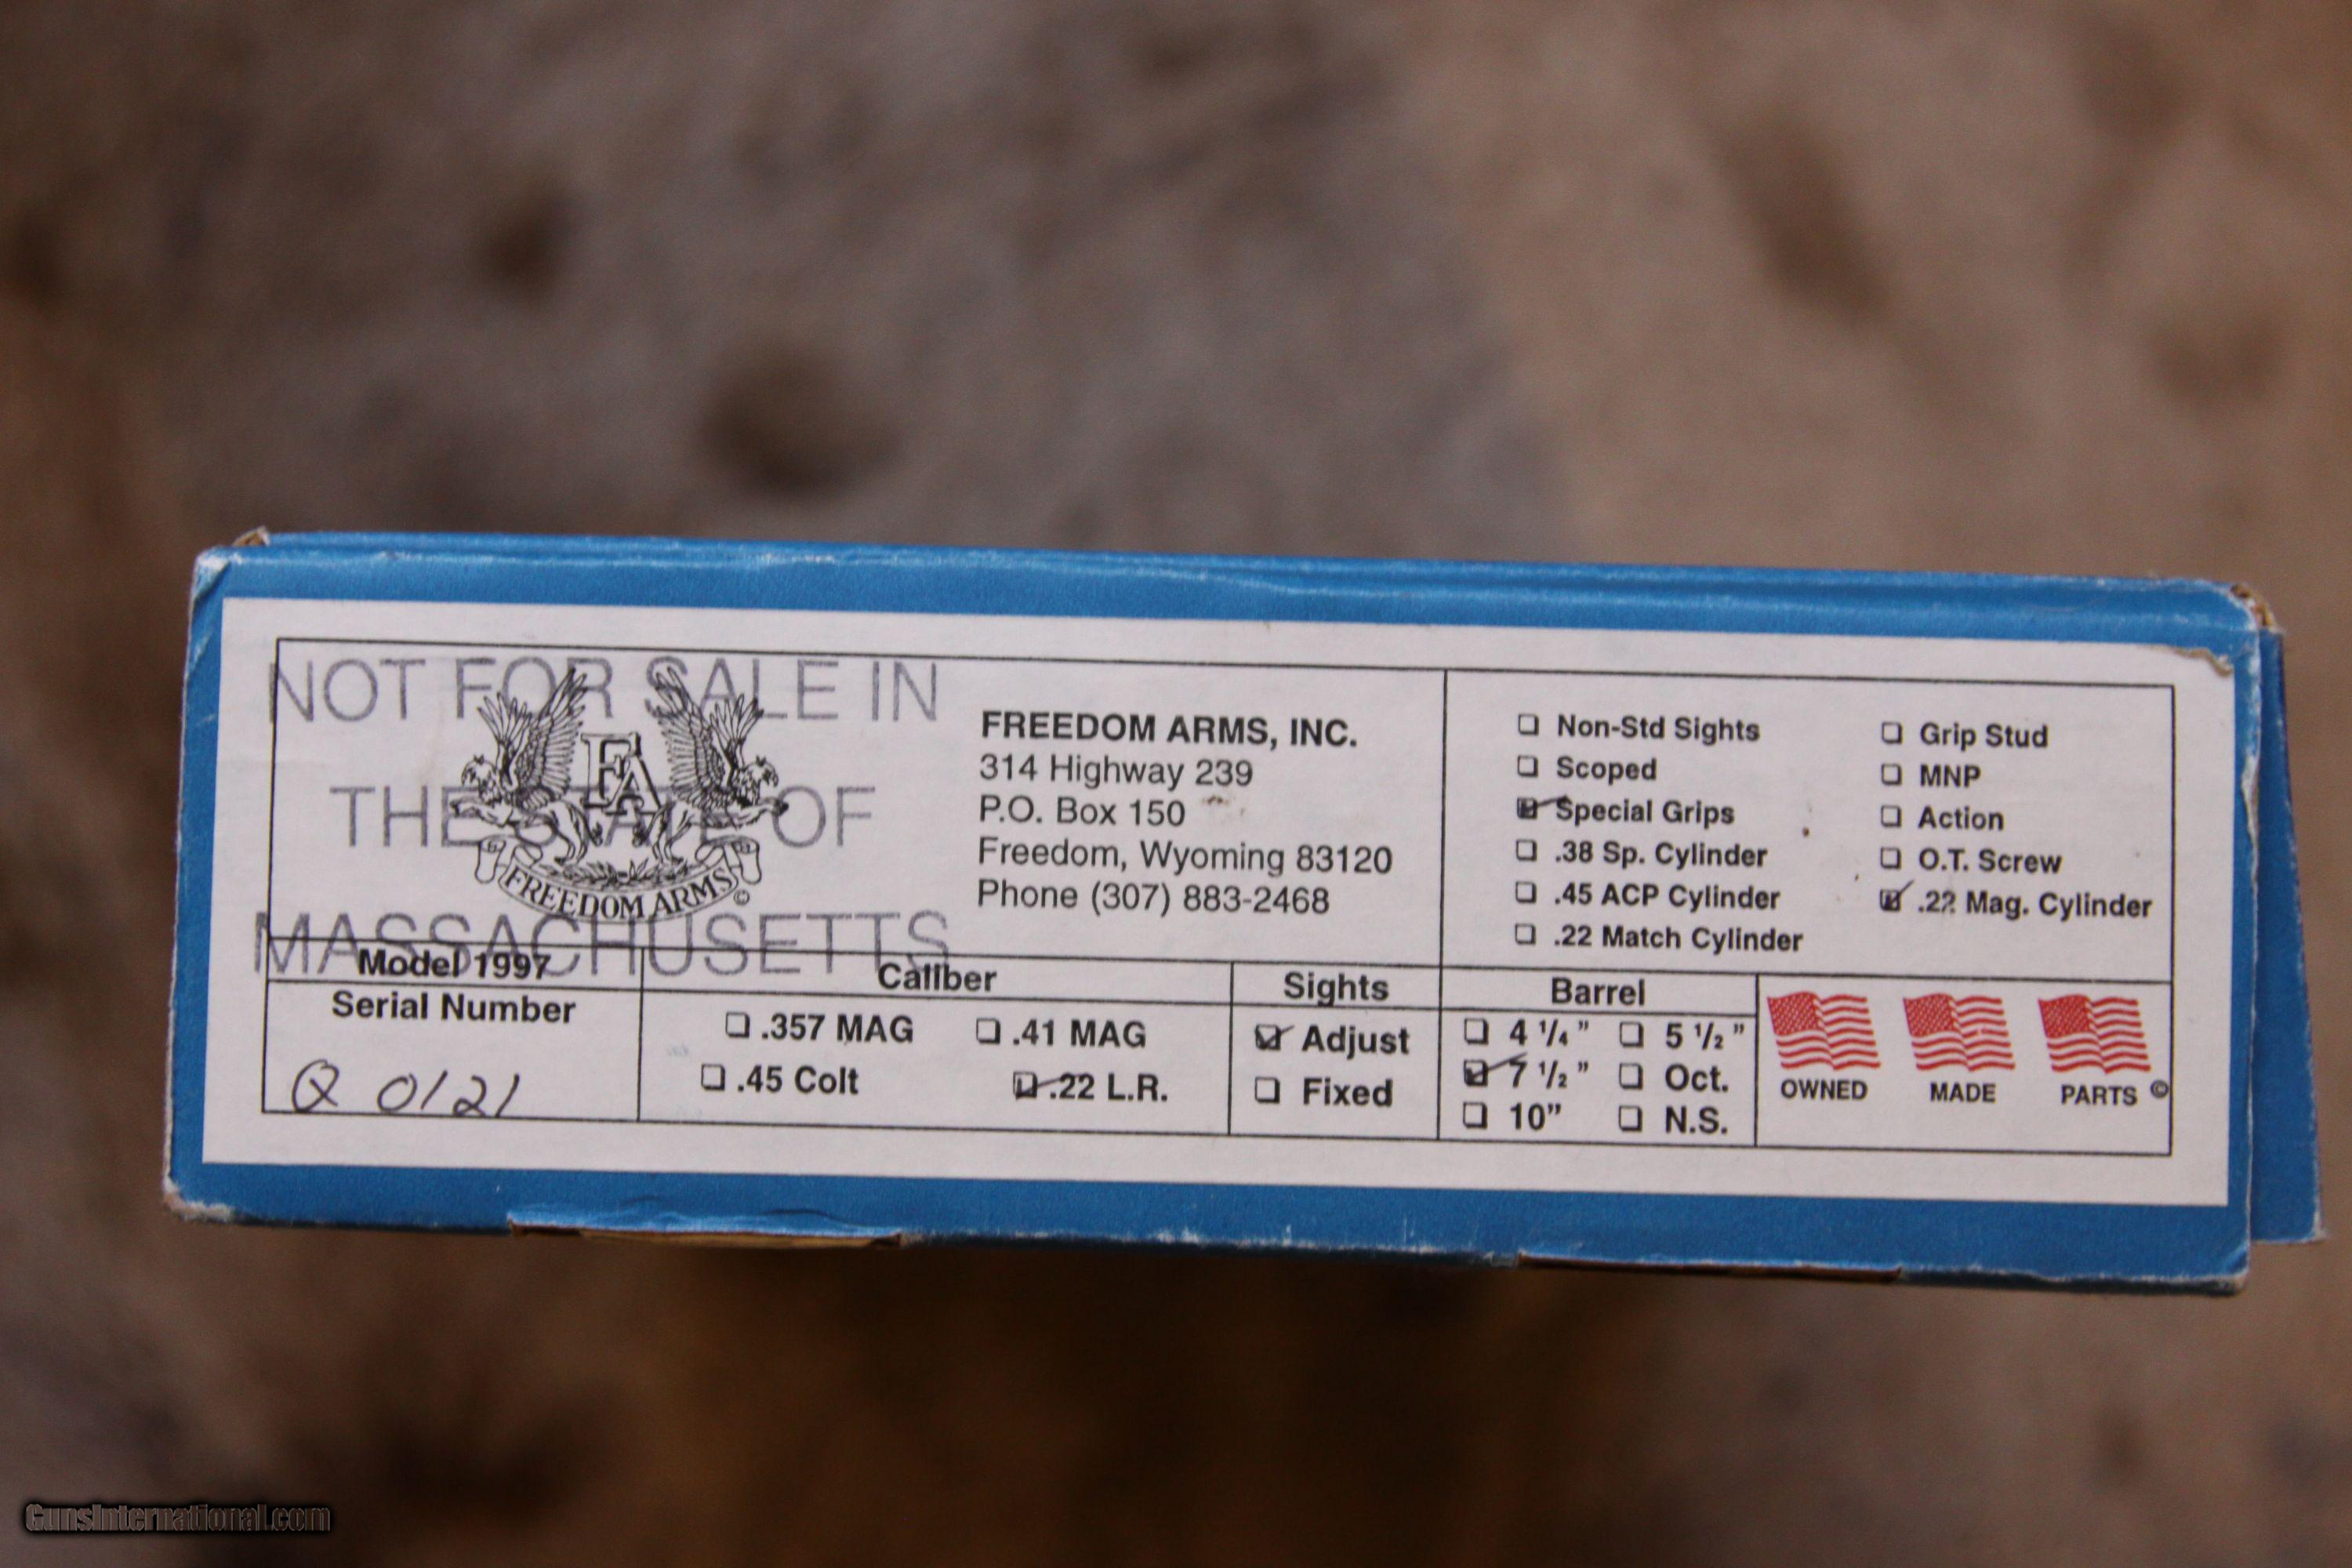 NOT FOR SALE IN
THE STATE OF
MASSACHUSETTS
FA
FREEDOM ARMS ©
FREEDOM ARMS, INC.
314 Highway 239
P.O. Box 150
Freedom, Wyoming 83120
Phone (307) 883-2468
❏ Non-Std Sights
❏ Scoped
☑ Special Grips
❏ .38 Sp. Cylinder
❏ .45 ACP Cylinder
❏ .22 Match Cylinder
❏ Grip Stud
❏ MNP
❏ Action
❏ O.T. Screw
☑ .22 Mag. Cylinder
Model 1997
Serial Number
Q 0121
Caliber
❏ .357 MAG ❏ .41 MAG
❏ .45 Colt ☑ .22 L.R.
Sights
☑ Adjust
❏ Fixed
Barrel
❏ 4 1/4" ❏ 5 1/2"
☑ 7 1/2" ❏ Oct.
❏ 10" ❏ N.S.
OWNED MADE PARTS ©
GunsInternational.com